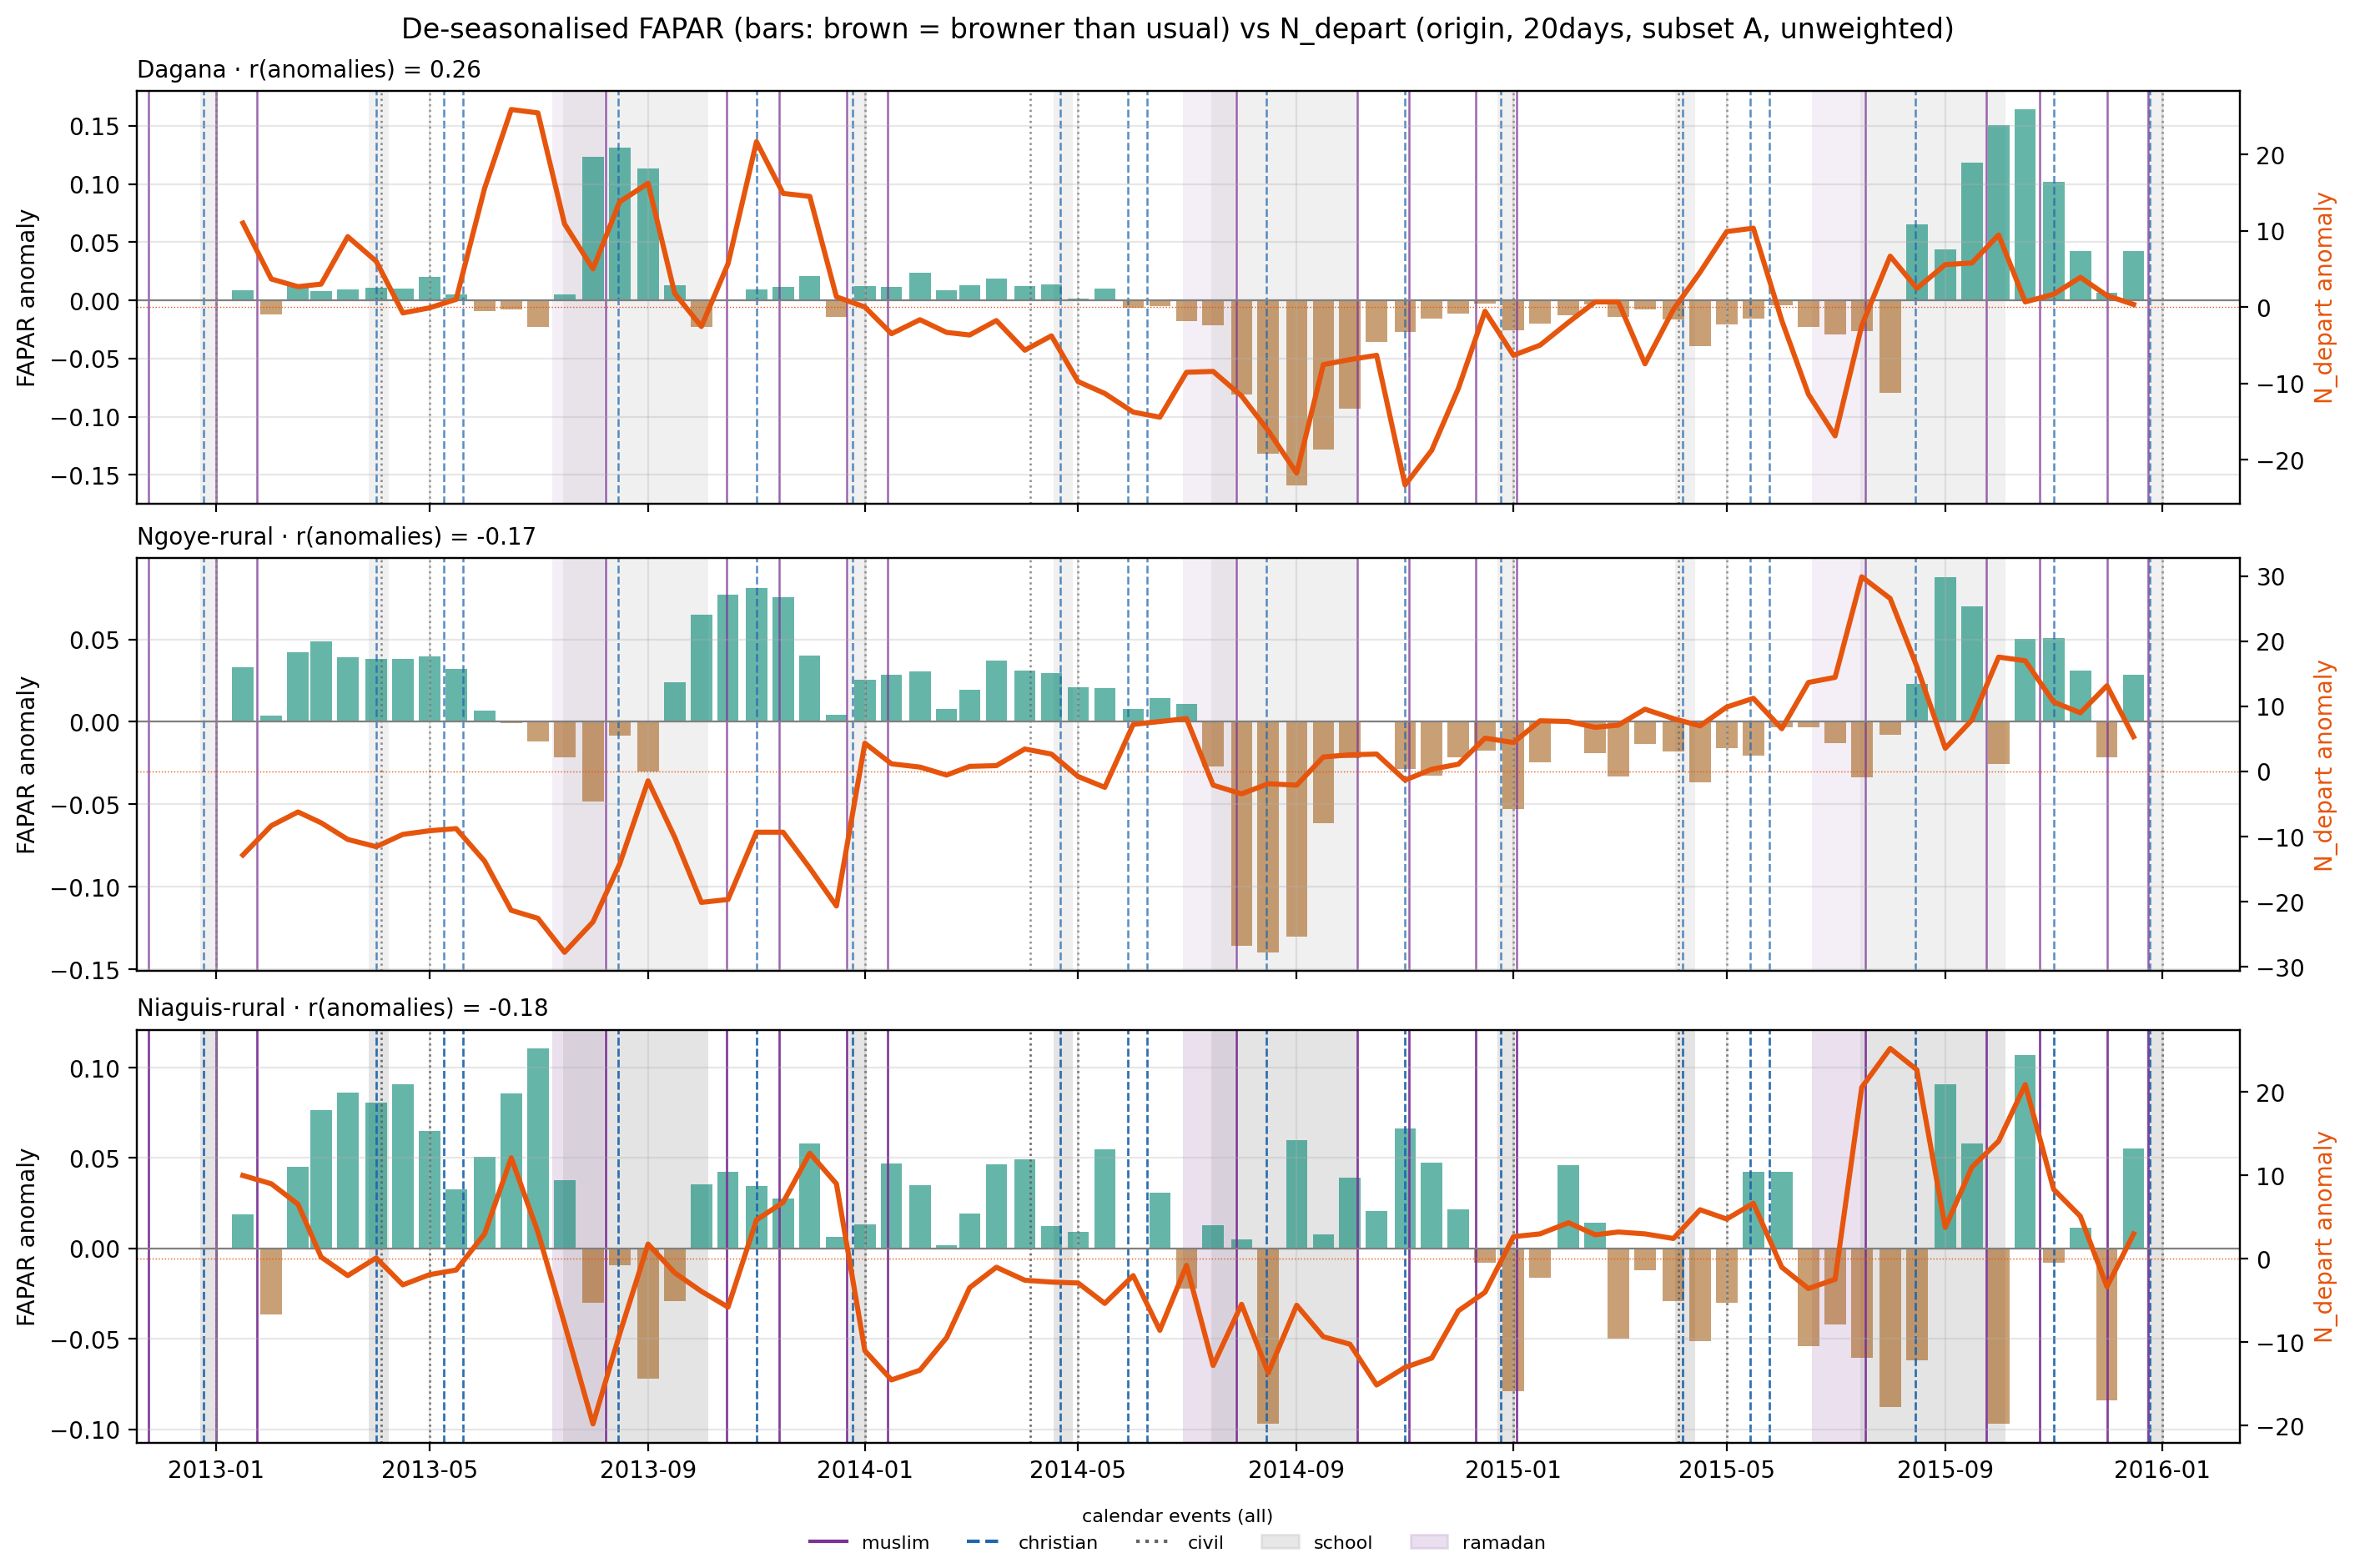 De-seasonalised FAPAR (bars: brown = browner than usual) vs N_depart (origin, 20days, subset A, unweighted)
Dagana · r(anomalies) = 0.26
FAPAR anomaly
0.15
0.10
0.05
0.00
−0.05
−0.10
−0.15
20
10
0
−10
−20
N_depart anomaly
Ngoye-rural · r(anomalies) = -0.17
FAPAR anomaly
0.05
0.00
−0.05
−0.10
−0.15
30
20
10
0
−10
−20
−30
N_depart anomaly
Niaguis-rural · r(anomalies) = -0.18
FAPAR anomaly
0.10
0.05
0.00
−0.05
−0.10
20
10
0
−10
−20
N_depart anomaly
2013-01 2013-05 2013-09 2014-01 2014-05 2014-09 2015-01 2015-05 2015-09 2016-01
calendar events (all)
muslim christian civil school ramadan